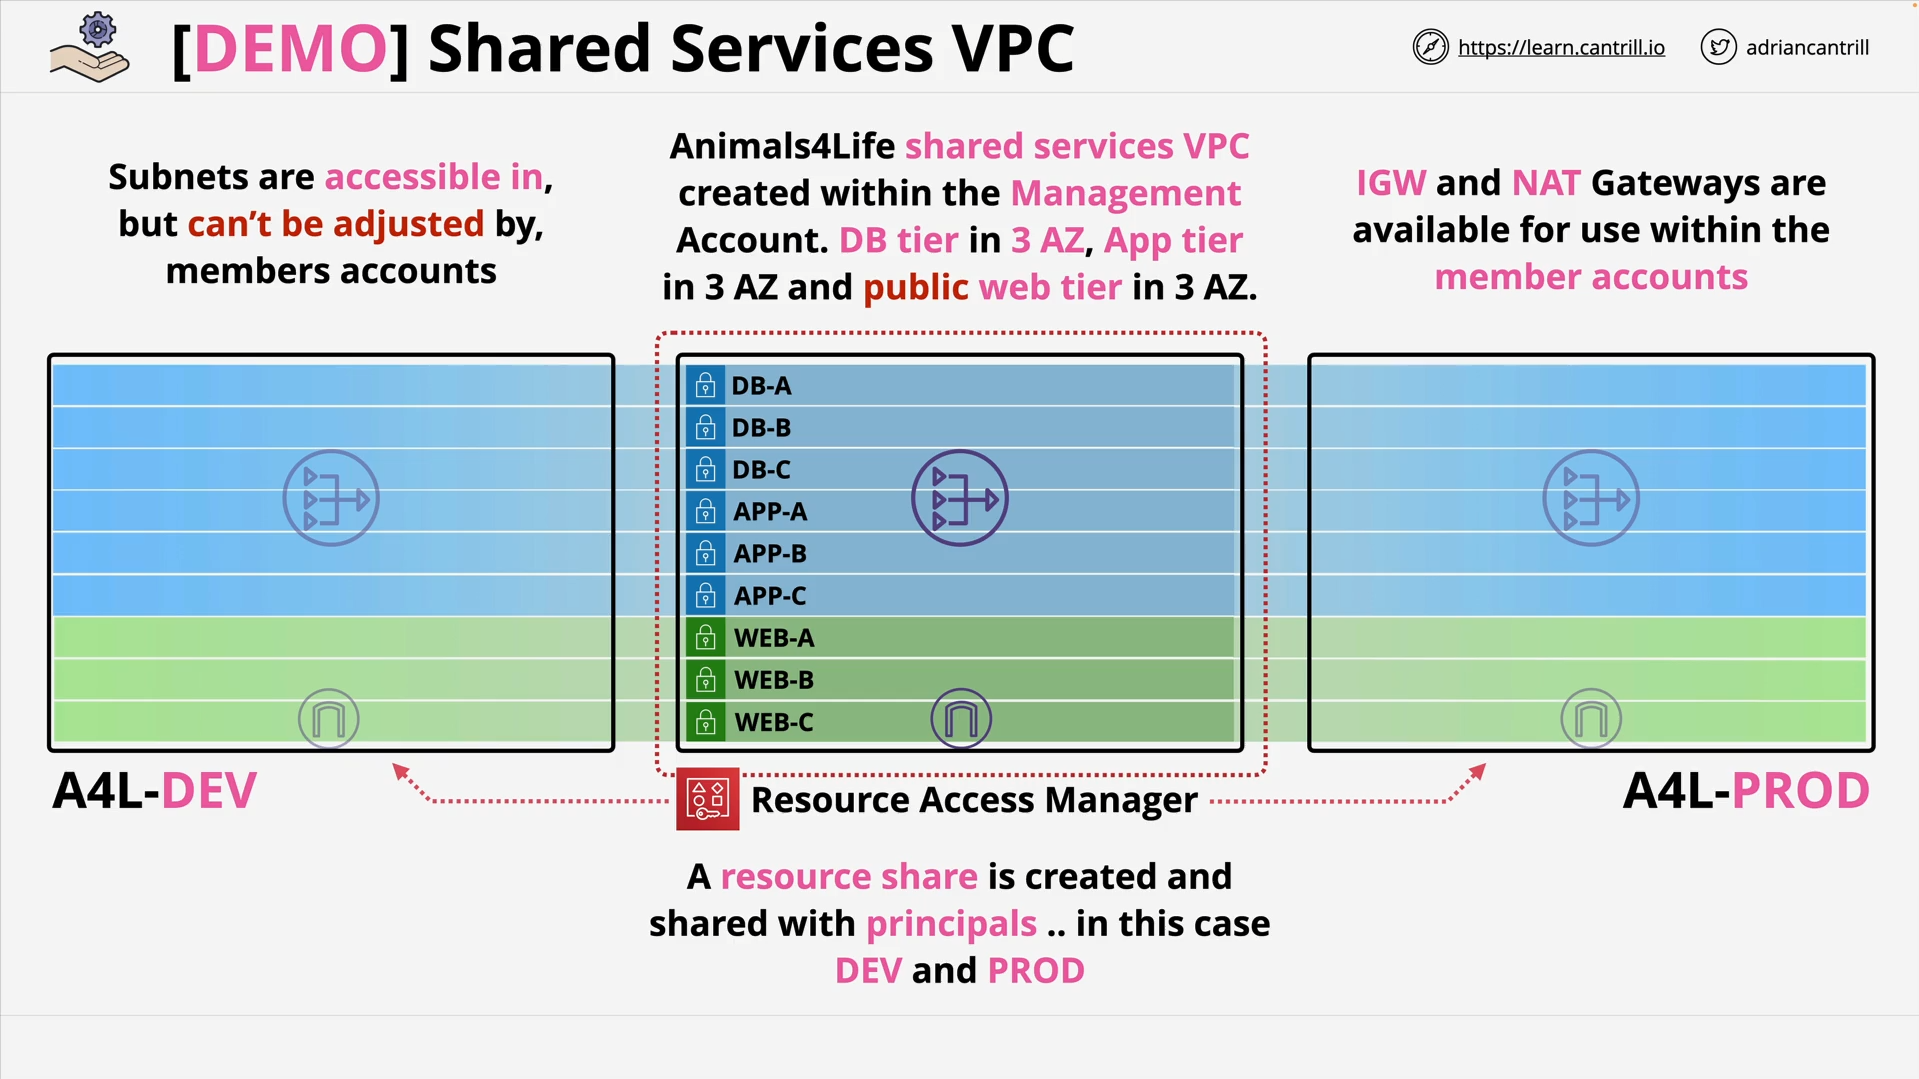 [DEMO] Shared Services VPC
https://learn.cantrill.io
adriancantrill
Subnets are accessible in,
but can’t be adjusted by,
members accounts
Animals4Life shared services VPC
created within the Management
Account. DB tier in 3 AZ, App tier
in 3 AZ and public web tier in 3 AZ.
IGW and NAT Gateways are
available for use within the
member accounts
DB-A
DB-B
DB-C
APP-A
APP-B
APP-C
WEB-A
WEB-B
WEB-C
A4L-DEV
Resource Access Manager
A4L-PROD
A resource share is created and
shared with principals .. in this case
DEV and PROD